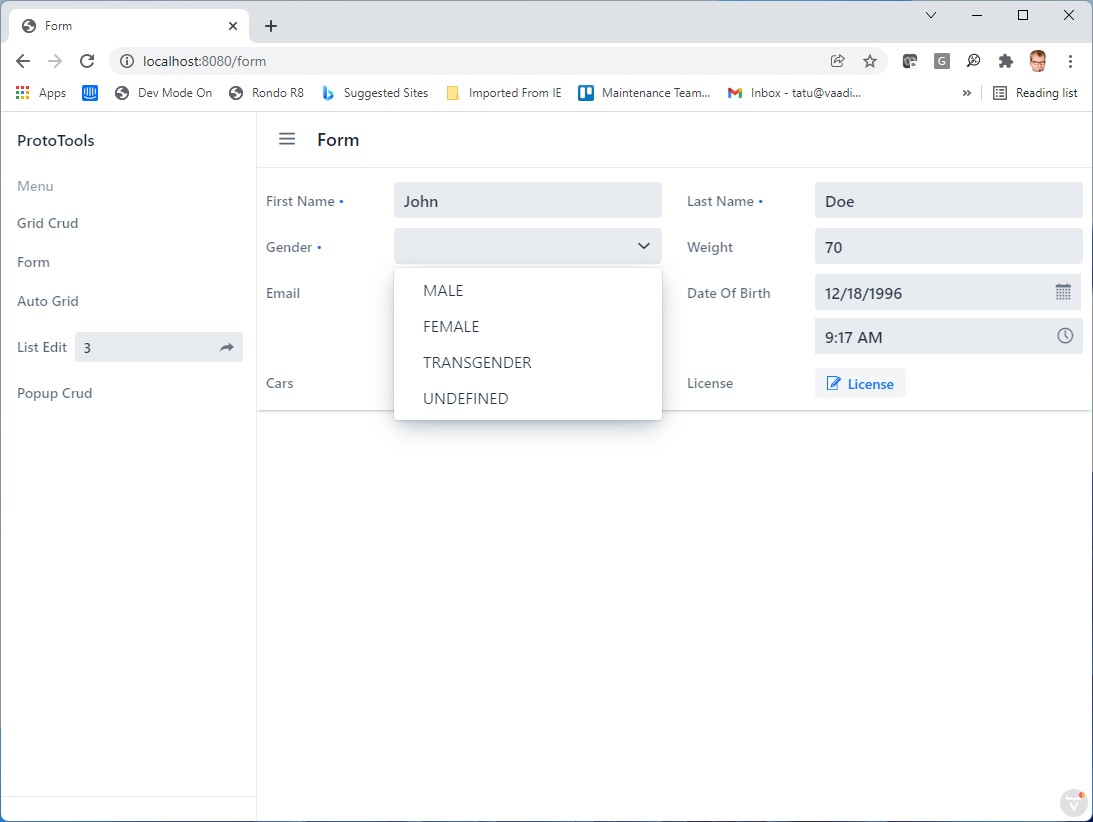 Form
localhost:8080/form
Apps
Dev Mode On
Rondo R8
Suggested Sites
Imported From IE
Maintenance Team...
Inbox - tatu@vaadi...
»
Reading list
ProtoTools
Menu
Grid Crud
Form
Auto Grid
List Edit 3
Popup Crud
Form
First Name • John
Last Name • Doe
Gender •
Weight 70
MALE
FEMALE
TRANSGENDER
UNDEFINED
Email
Date Of Birth 12/18/1996
9:17 AM
Cars
License License